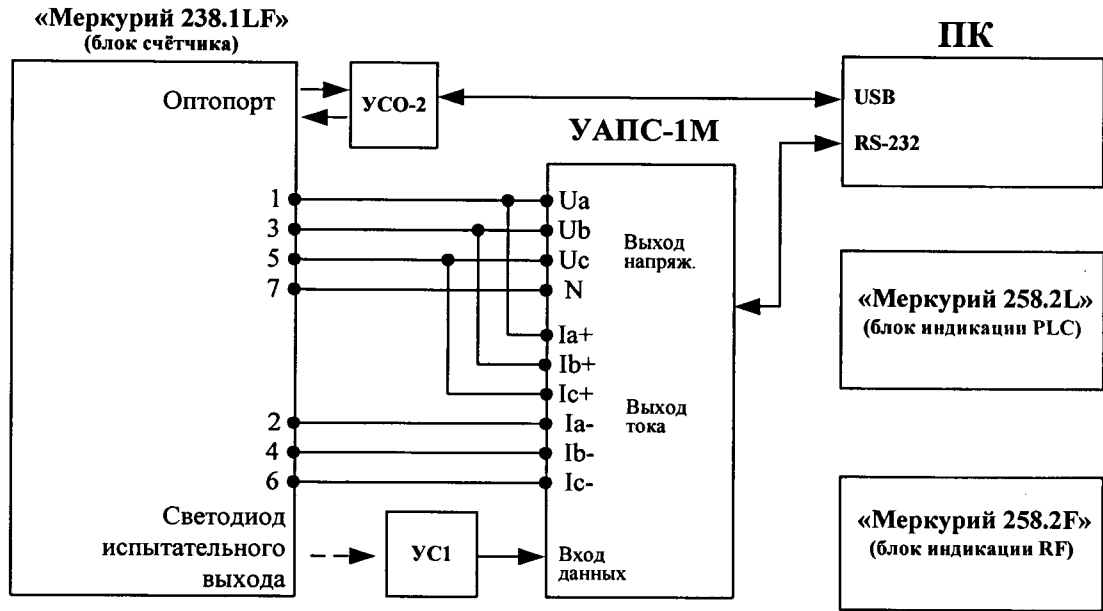 «Меркурий 238.1LF»
(блок счётчика)
Оптопорт
1
3
5
7
2
4
6
Светодиод
испытательного
выхода
УСО-2
УС1
УАПС-1М
Ua
Ub
Uc
N
Ia+
Ib+
Ic+
Ia-
Ib-
Ic-
Выход
напряж.
Выход
тока
Вход
данных
ПК
USB
RS-232
«Меркурий 258.2L»
(блок индикации PLC)
«Меркурий 258.2F»
(блок индикации RF)